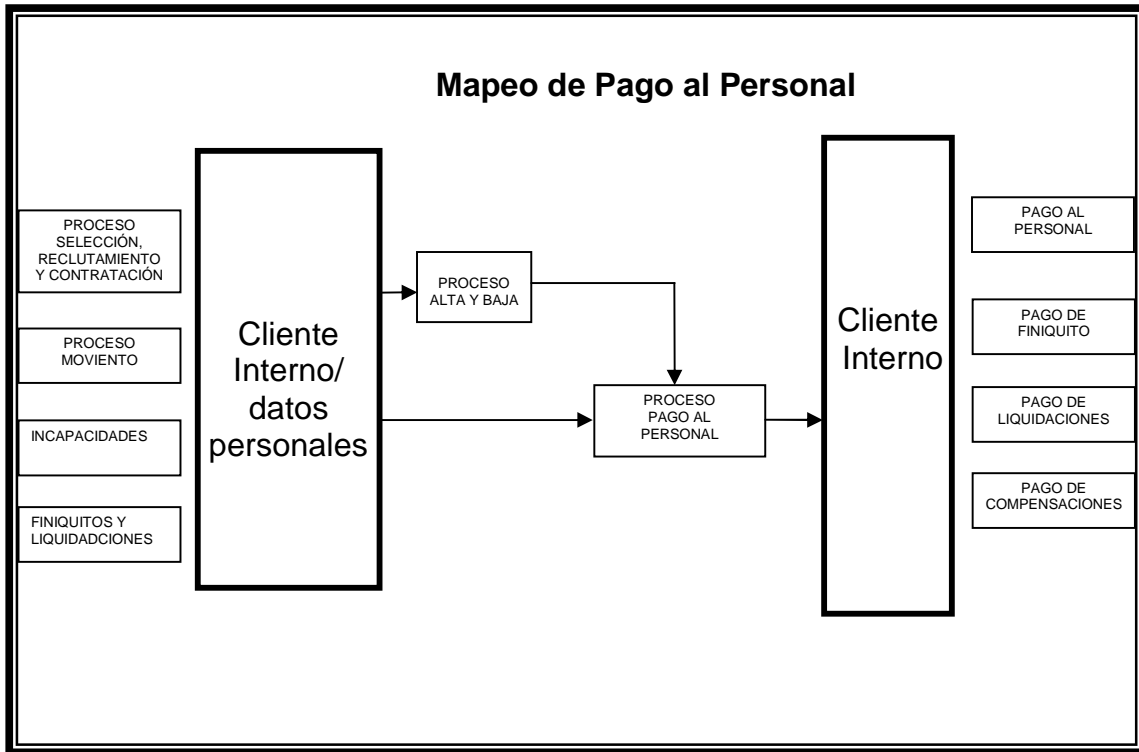 Mapeo de Pago al Personal
PROCESO
SELECCIÓN,
RECLUTAMIENTO
Y CONTRATACIÓN
PROCESO
MOVIENTO
INCAPACIDADES
FINIQUITOS Y
LIQUIDADCIONES
Cliente
Interno/
datos
personales
PROCESO
ALTA Y BAJA
PROCESO
PAGO AL
PERSONAL
Cliente
Interno
PAGO AL
PERSONAL
PAGO DE
FINIQUITO
PAGO DE
LIQUIDACIONES
PAGO DE
COMPENSACIONES